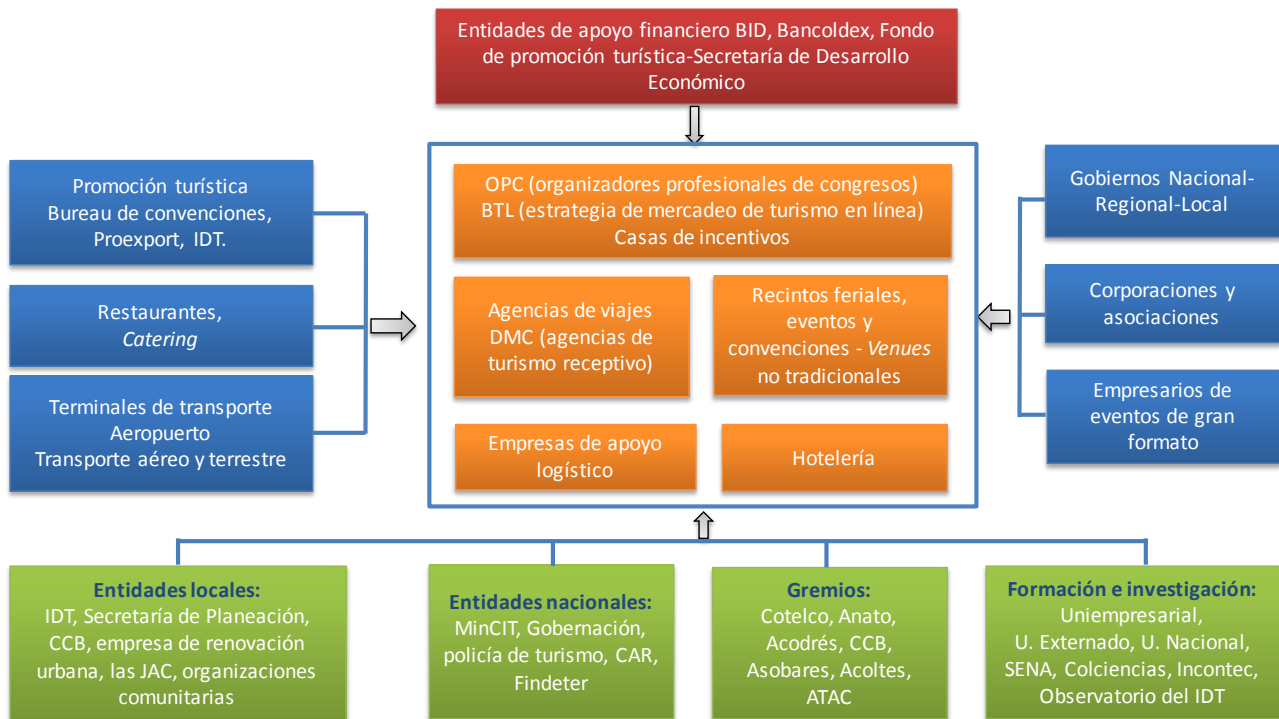 Entidades de apoyo financiero BID, Bancoldex, Fondo
de promoción turística-Secretaría de Desarrollo
Económico
Promoción turística
Bureau de convenciones,
Proexport, IDT.
Restaurantes,
Catering
Terminales de transporte
Aeropuerto
Transporte aéreo y terrestre
OPC (organizadores profesionales de congresos)
BTL (estrategia de mercadeo de turismo en línea)
Casas de incentivos
Agencias de viajes
DMC (agencias de
turismo receptivo)
Recintos feriales,
eventos y
convenciones - Venues
no tradicionales
Empresas de apoyo
logístico
Hotelería
Gobiernos Nacional-
Regional-Local
Corporaciones y
asociaciones
Empresarios de
eventos de gran
formato
Entidades locales:
IDT, Secretaría de Planeación,
CCB, empresa de renovación
urbana, las JAC, organizaciones
comunitarias
Entidades nacionales:
MinCIT, Gobernación,
policía de turismo, CAR,
Findeter
Gremios:
Cotelco, Anato,
Acodrés, CCB,
Asobares, Acoltes,
ATAC
Formación e investigación:
Uniempresarial,
U. Externado, U. Nacional,
SENA, Colciencias, Incontec,
Observatorio del IDT